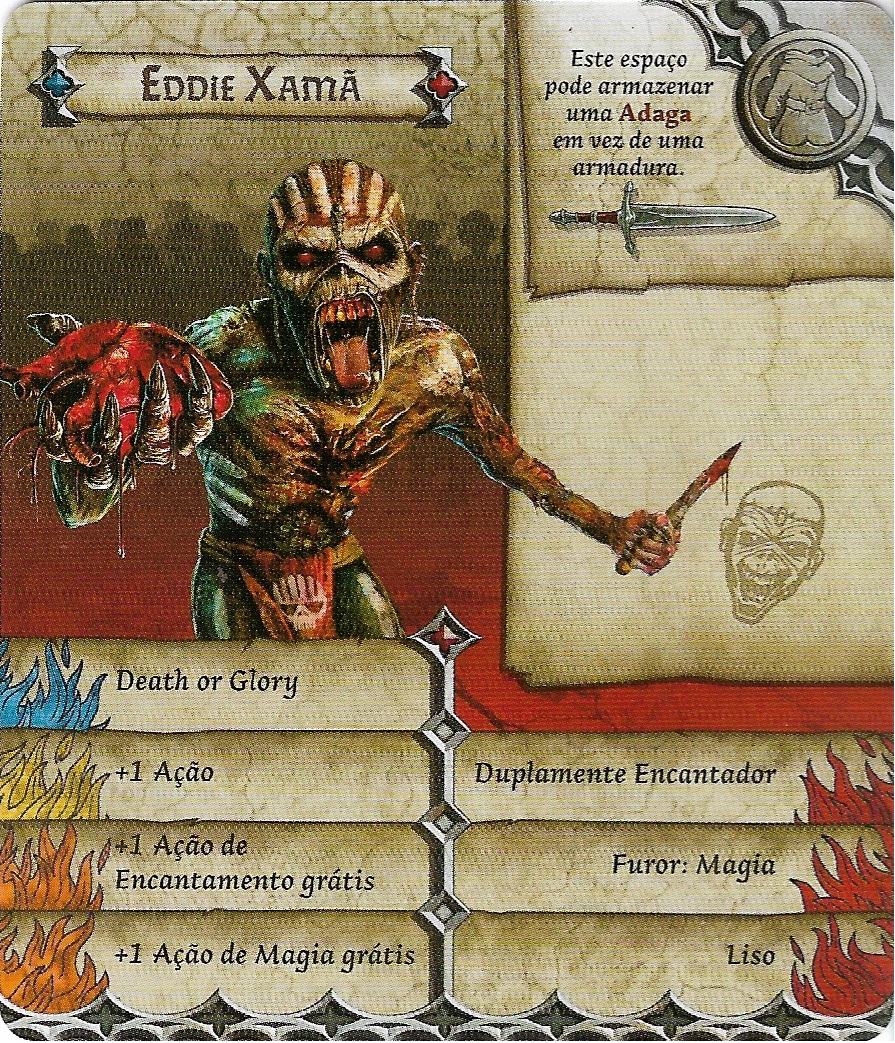 Eddie Xamã
Este espaço
pode armazenar
uma Adaga
em vez de uma
armadura.
Death or Glory
+1 Ação
+1 Ação de
Encantamento grátis
+1 Ação de Magia grátis
Duplamente Encantador
Furor: Magia
Liso